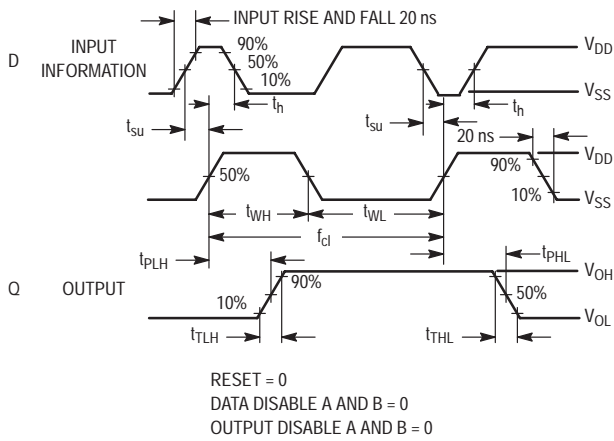 INPUT RISE AND FALL 20 ns
D INPUT INFORMATION
90%
50%
10%
V_DD
V_SS
t_su
t_h
t_su
t_h
20 ns
90%
10%
V_DD
V_SS
50%
t_WH
t_WL
f_cl
t_PLH
t_PHL
Q OUTPUT
90%
10%
50%
V_OH
V_OL
t_TLH
t_THL
RESET = 0
DATA DISABLE A AND B = 0
OUTPUT DISABLE A AND B = 0